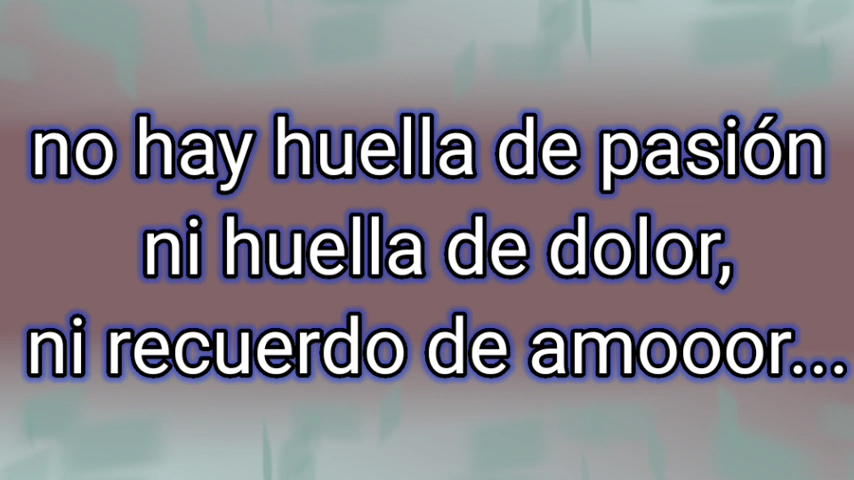 no hay huella de pasión
ni huella de dolor,
ni recuerdo de amooor...